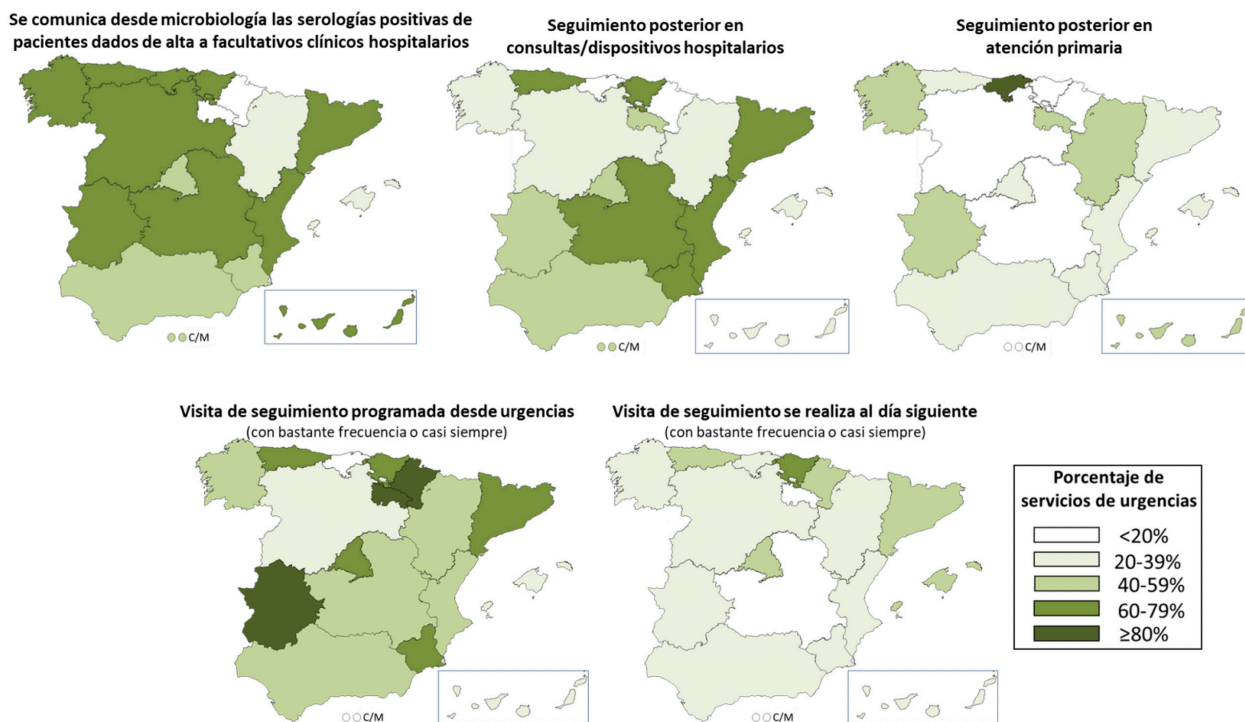 Se comunica desde microbiología las serologías positivas de
pacientes dados de alta a facultativos clínicos hospitalarios
Seguimiento posterior en
consultas/dispositivos hospitalarios
Seguimiento posterior en
atención primaria
C/M
C/M
C/M
Visita de seguimiento programada desde urgencias
(con bastante frecuencia o casi siempre)
Visita de seguimiento se realiza al día siguiente
(con bastante frecuencia o casi siempre)
C/M
C/M
Porcentaje de
servicios de urgencias
<20%
20-39%
40-59%
60-79%
≥80%